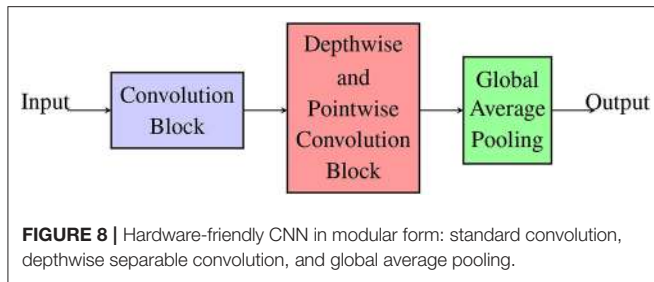 Input
Convolution
Block
Depthwise
and
Pointwise
Convolution
Block
Global
Average
Pooling
Output
FIGURE 8 | Hardware-friendly CNN in modular form: standard convolution,
depthwise separable convolution, and global average pooling.